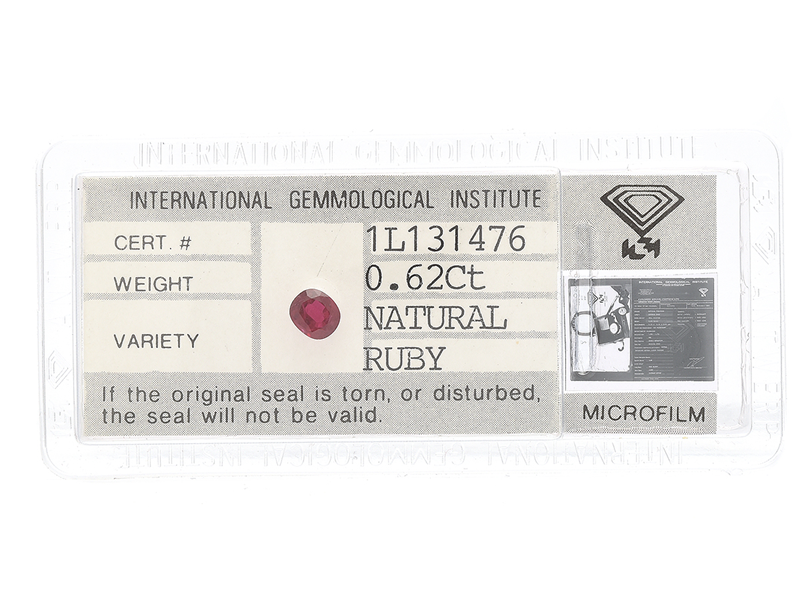 INTERNATIONAL GEMMOLOGICAL INSTITUTI
INTERNATIONAL GEMMOLOGICAL INSTITUTE
CERT. # 1L131476
WEIGHT 0.62Ct
VARIETY NATURAL
RUBY
If the original seal is torn, or disturbed,
the seal will not be valid.
MICROFILM